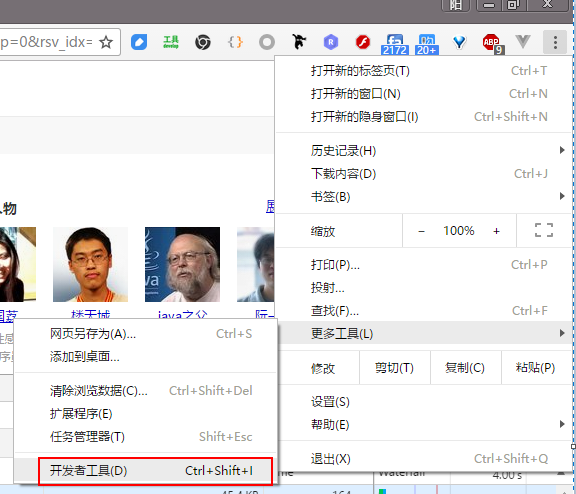 阳
p=0&rsv_idx=
工具
develop
2172
20+
ABP
9
打开新的标签页(T) Ctrl+T
打开新的窗口(N) Ctrl+N
打开新的隐身窗口(I) Ctrl+Shift+N
历史记录(H)
下载内容(D) Ctrl+J
书签(B)
缩放 − 100% +
打印(P)... Ctrl+P
投射...
查找(F)... Ctrl+F
更多工具(L)
修改 剪切(T) 复制(C) 粘贴(P)
设置(S)
帮助(E)
退出(X) Ctrl+Shift+Q
人物
楼天城
java之父
阮一
网页另存为(A)... Ctrl+S
添加到桌面...
清除浏览数据(C)... Ctrl+Shift+Del
扩展程序(E)
任务管理器(T) Shift+Esc
开发者工具(D) Ctrl+Shift+I
4.00 s